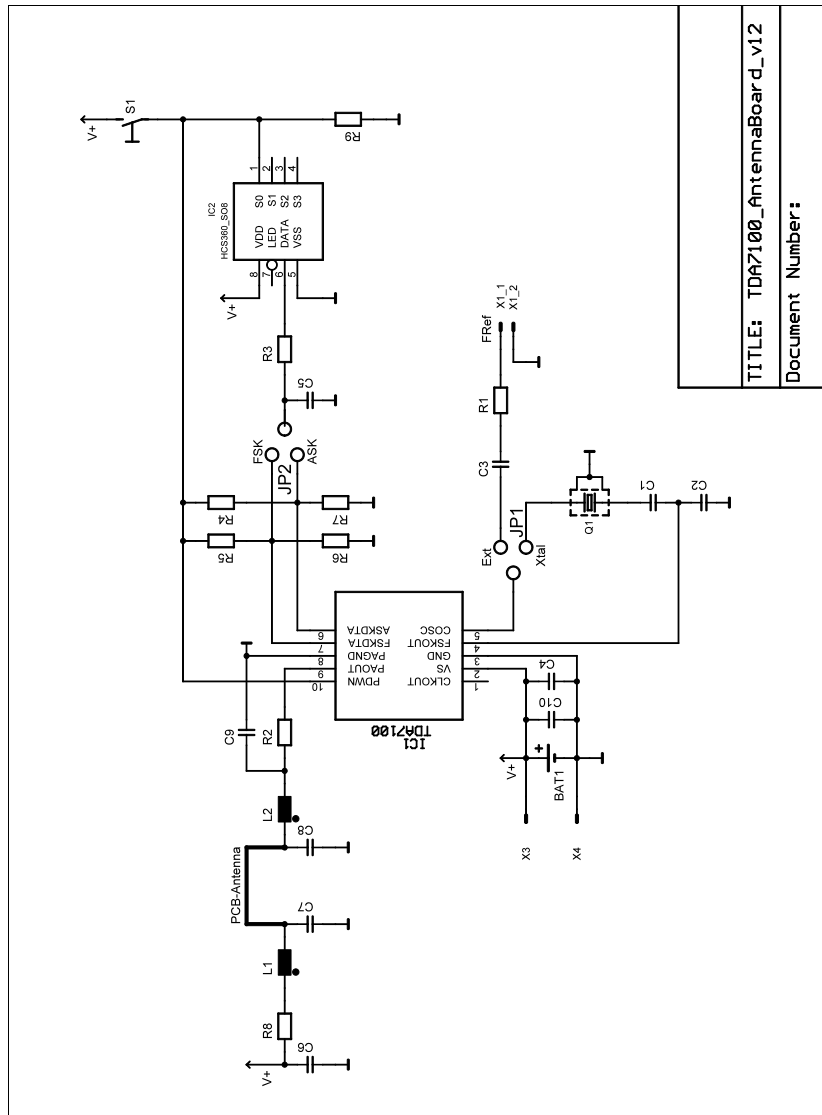 TITLE: TDA7100_AntennaBoard_v12
Document Number:
V+
S1
R9
1
2
3
4
S0
S1
S2
S3
IC2
HCS360_SO8
VDD
LED
DATA
VSS
8
7
6
5
V+
R3
C5
FSK
ASK
JP2
R4
R7
R5
R6
FRef
X1_1
X1_2
R1
C3
Ext
JP1
Xtal
Q1
C1
C2
ASKDTA
FSKDTA
PAGND
PAOUT
PDWN
6
7
8
9
10
COSC
FSKOUT
GND
VS
CLKOUT
5
4
3
2
1
IC1
TDA7100
C9
R2
L2
C8
PCB-Antenna
C7
L1
R8
C6
V+
C4
C10
V+
+
BAT1
X3
X4